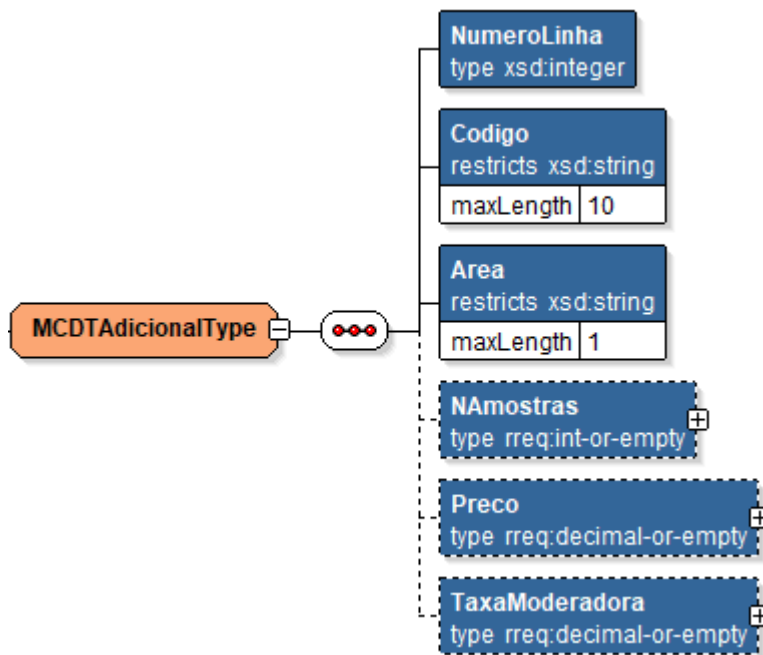 NumeroLinha
type xsd:integer
Codigo
restricts xsd:string
maxLength 10
Area
restricts xsd:string
maxLength 1
MCDTAdicionalType
NAmostras
type rreq:int-or-empty
Preco
type rreq:decimal-or-empty
TaxaModeradora
type rreq:decimal-or-empty